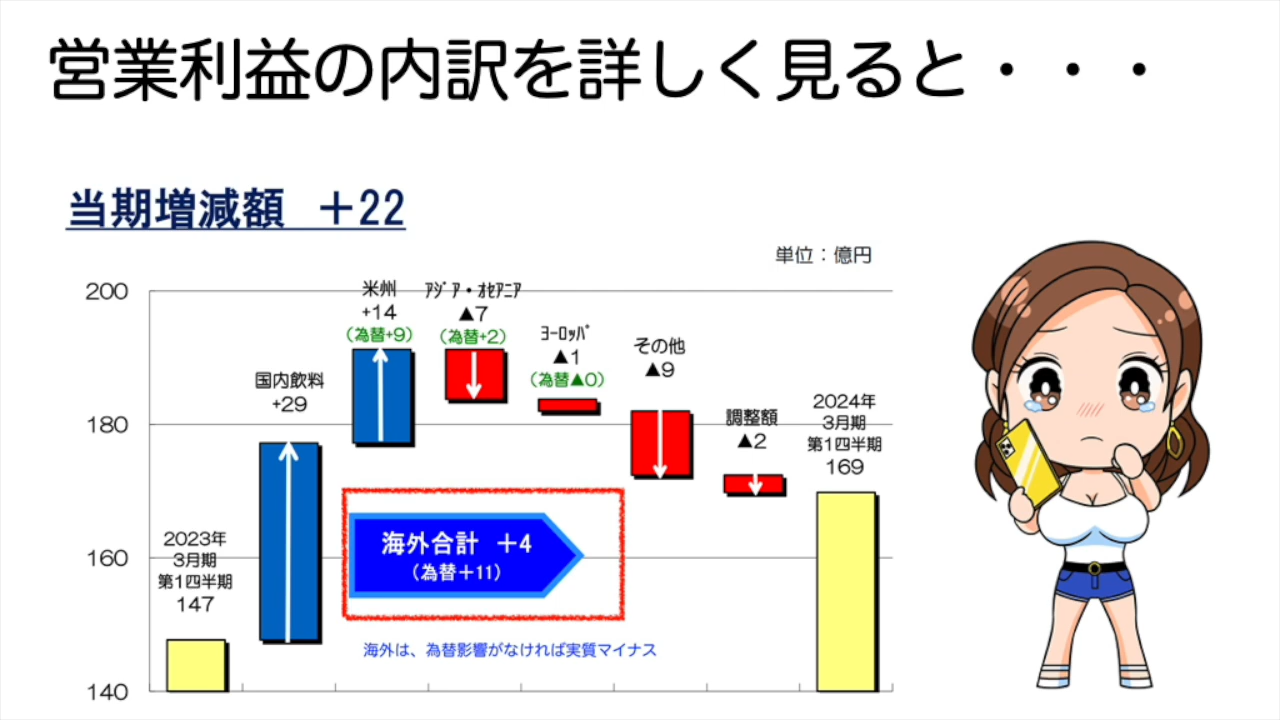 営業利益の内訳を詳しく見ると・・・
当期増減額 +22
単位：億円
200
180
160
140
2023年
3月期
第1四半期
147
国内飲料
+29
米州
+14
（為替+9）
ｱｼﾞｱ・ｵｾｱﾆｱ
▲7
（為替+2）
ﾖｰﾛｯﾊﾟ
▲1
（為替▲0）
その他
▲9
調整額
▲2
2024年
3月期
第1四半期
169
海外合計 +4
（為替＋11）
海外は、為替影響がなければ実質マイナス